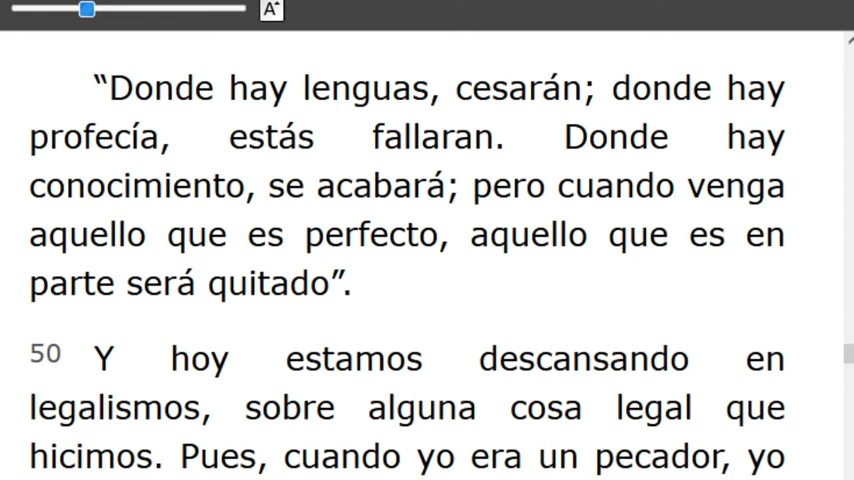 A
“Donde hay lenguas, cesarán; donde hay
profecía, estás fallaran. Donde hay
conocimiento, se acabará; pero cuando venga
aquello que es perfecto, aquello que es en
parte será quitado”.
50 Y hoy estamos descansando en
legalismos, sobre alguna cosa legal que
hicimos. Pues, cuando yo era un pecador, yo